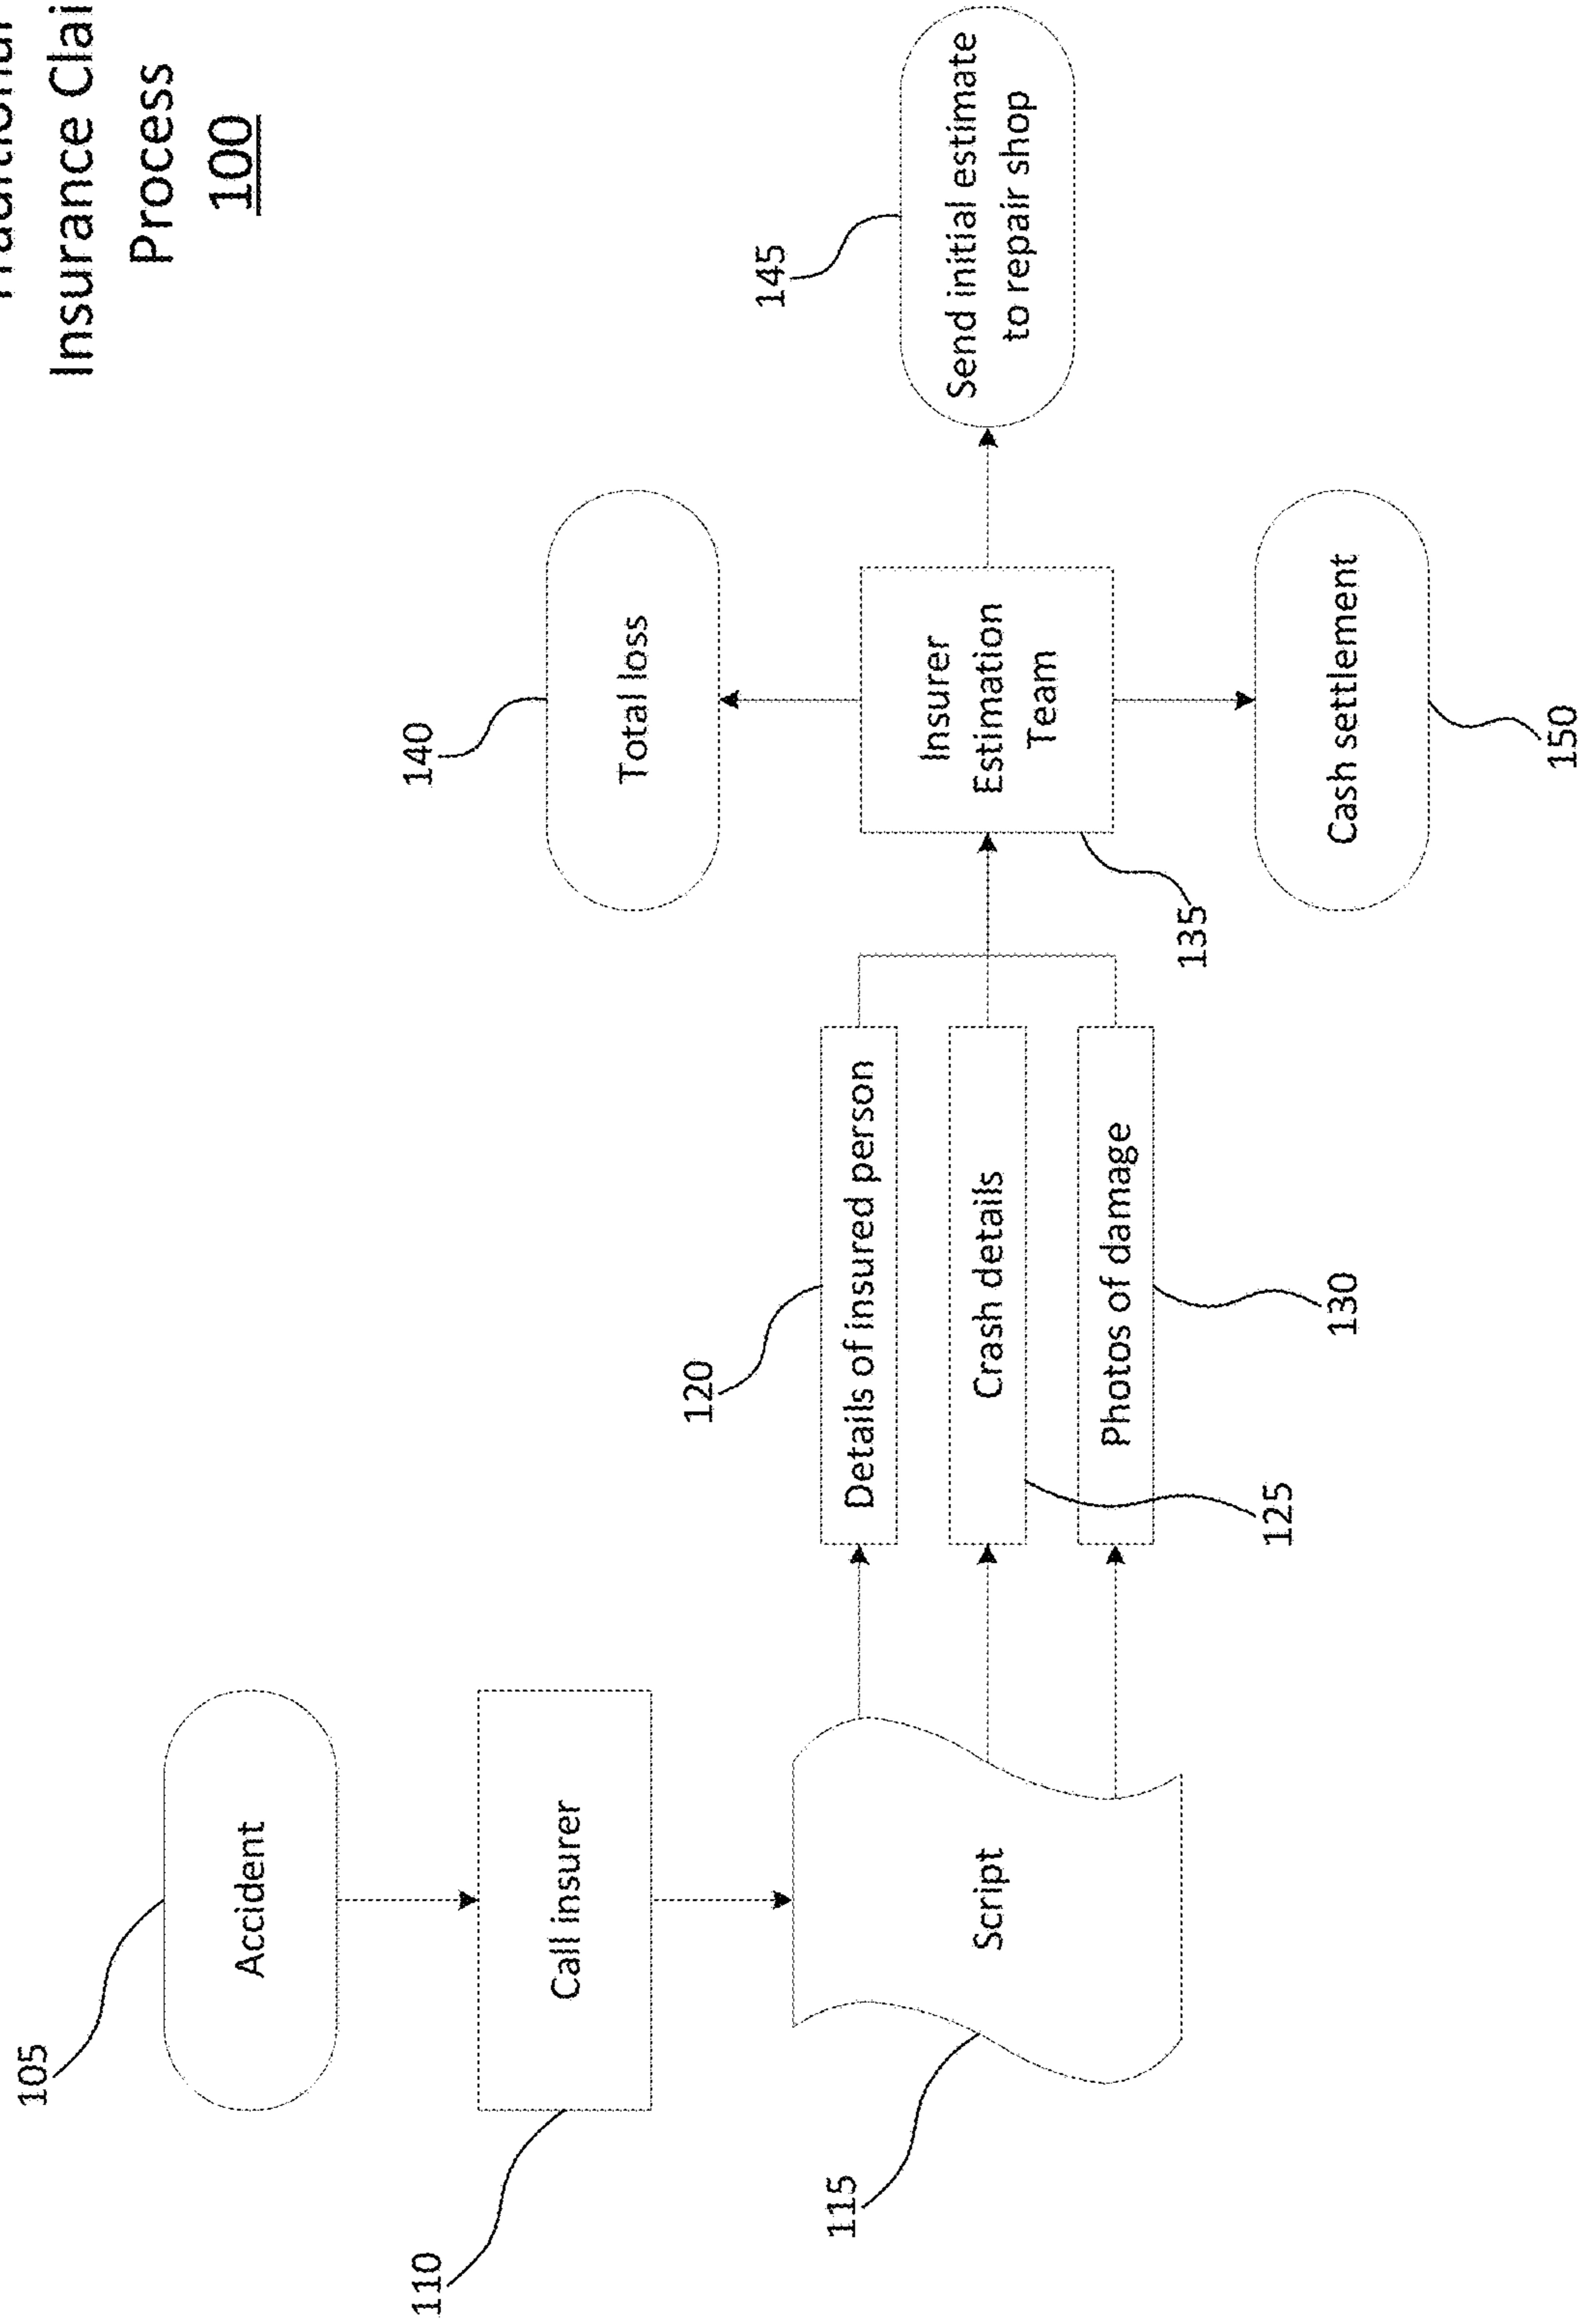 Insurance Clai
Process
100
105
Accident
110
Call insurer
115
Script
120
Details of insured person
Crash details
125
Photos of damage
130
135
Insurer
Estimation
Team
140
Total loss
145
Send initial estimate
to repair shop
Cash settlement
150